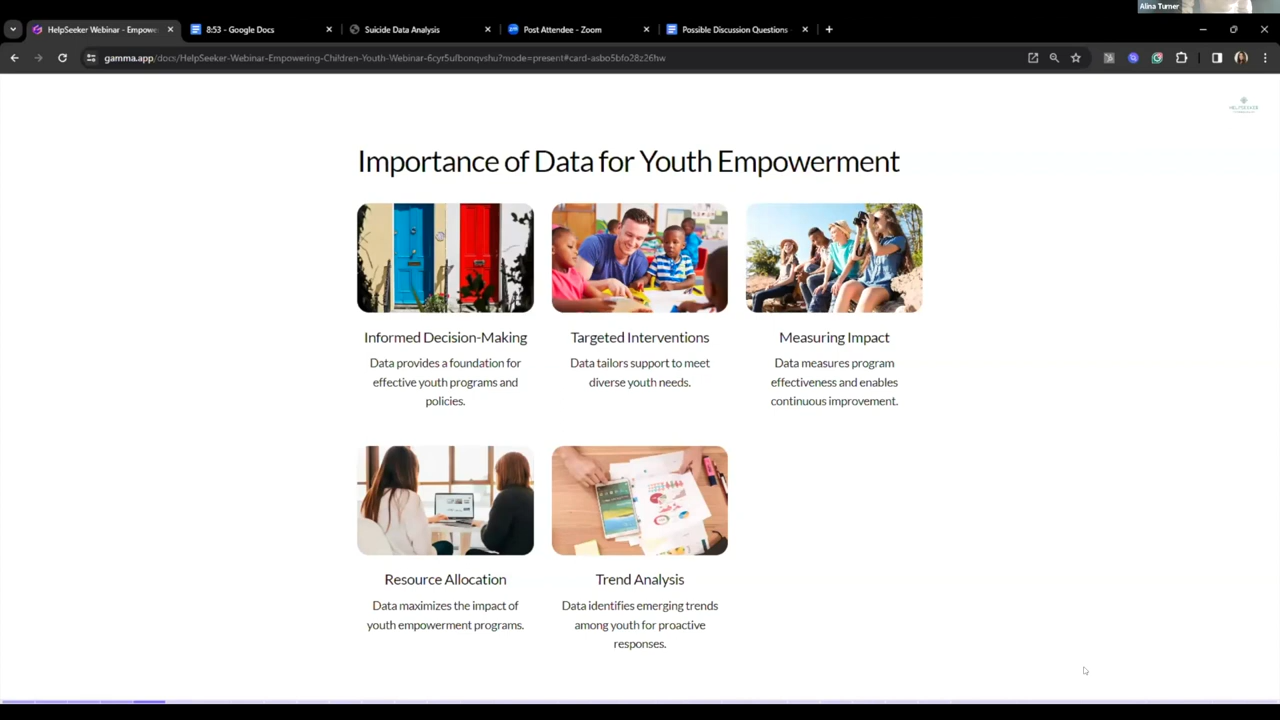 Alina Turner
HelpSeeker Webinar - Empowe
8:53 - Google Docs
Suicide Data Analysis
Post Attendee - Zoom
Possible Discussion Questions
gamma.app/docs/HelpSeeker-Webinar-Empowering-Children-Youth-Webinar-6cyr5ufbonqvshu?mode=present#card-asbo5bfo28z26hw
HELPSEEKER
Importance of Data for Youth Empowerment
Informed Decision-Making
Data provides a foundation for
effective youth programs and
policies.
Targeted Interventions
Data tailors support to meet
diverse youth needs.
Measuring Impact
Data measures program
effectiveness and enables
continuous improvement.
Resource Allocation
Data maximizes the impact of
youth empowerment programs.
Trend Analysis
Data identifies emerging trends
among youth for proactive
responses.